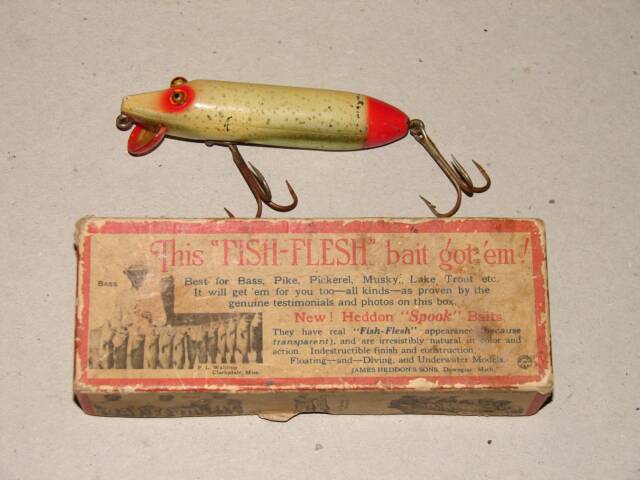 This "FISH-FLESH" bait got 'em!
BASS
Best for Bass, Pike, Pickerel, Musky, Lake Trout etc.
It will get 'em for you too—all kinds—as proven by the
genuine testimonials and photos on this box.
New! Heddon "Spook" Baits
They have real "Fish-Flesh" appearance (because
transparent), and are irresistibly natural in color and
action. Indestructible finish and construction.
Floating—and—Diving, and Underwater Models.
P. L. Waldrop
Clarksdale, Miss.
JAMES HEDDON'S SONS, Dowagiac, Mich.